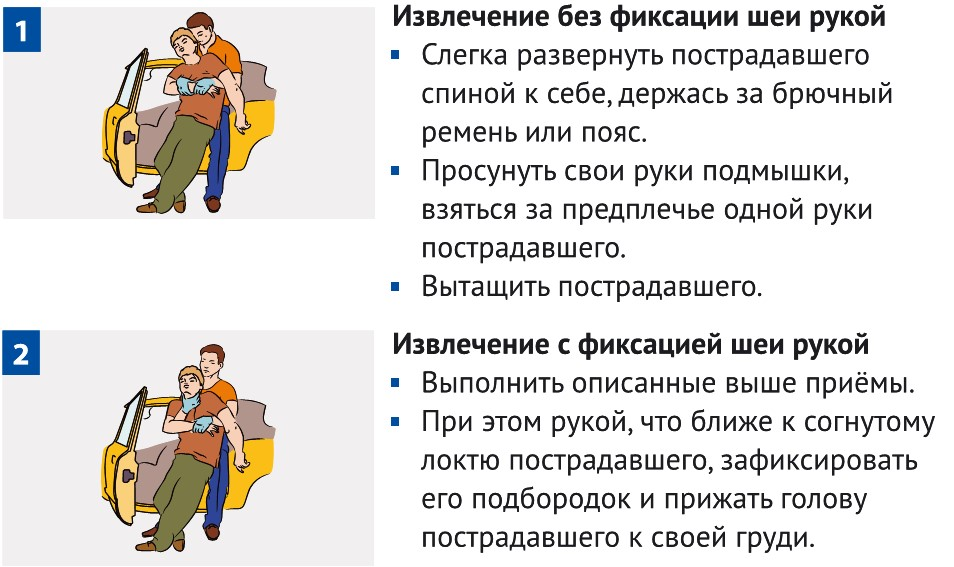 1
Извлечение без фиксации шеи рукой
▪ Слегка развернуть пострадавшего
спиной к себе, держась за брючный
ремень или пояс.
▪ Просунуть свои руки подмышки,
взяться за предплечье одной руки
пострадавшего.
▪ Вытащить пострадавшего.
2
Извлечение с фиксацией шеи рукой
▪ Выполнить описанные выше приёмы.
▪ При этом рукой, что ближе к согнутому
локтю пострадавшего, зафиксировать
его подбородок и прижать голову
пострадавшего к своей груди.